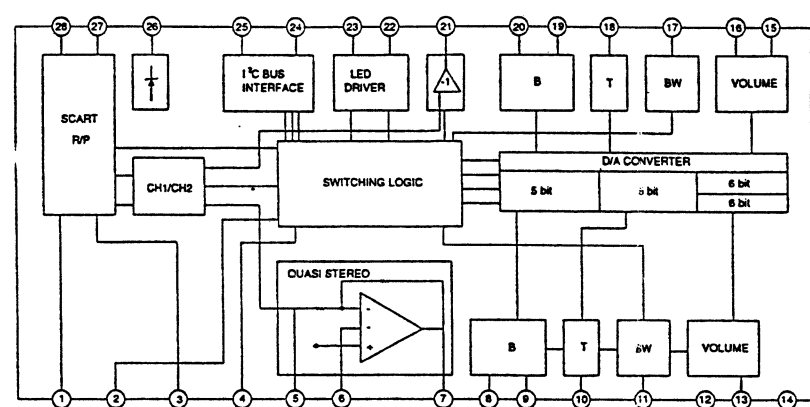 28 27 26 25 24 23 22 21 20 19 18 17 16 15
SCART
R/P
I²C BUS
INTERFACE
LED
DRIVER
-1
B
T
BW
VOLUME
CH1/CH2
SWITCHING LOGIC
D/A CONVERTER
5 bit
5 bit
6 bit
6 bit
QUASI STEREO
-
-
+
B
T
BW
VOLUME
1 2 3 4 5 6 7 8 9 10 11 12 13 14